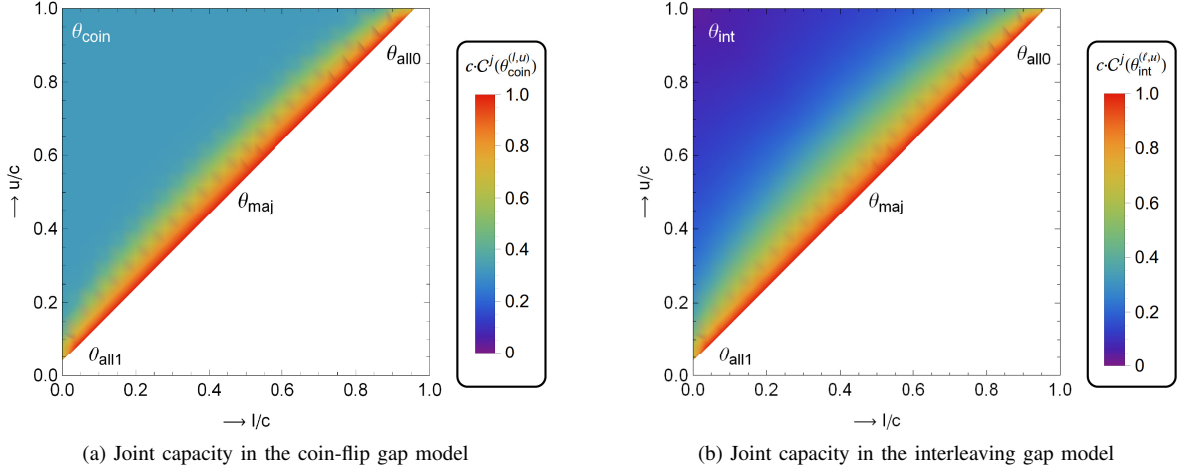 θcoin
θall0
θmaj
θall1
→ u/c
1.0
0.8
0.6
0.4
0.2
0.0
0.0 0.2 0.4 0.6 0.8 1.0
→ l/c
c·C^j(θ_coin^(l,u))
1.0
0.8
0.6
0.4
0.2
0
(a) Joint capacity in the coin-flip gap model
θint
θall0
θmaj
θall1
→ u/c
1.0
0.8
0.6
0.4
0.2
0.0
0.0 0.2 0.4 0.6 0.8 1.0
→ l/c
c·C^j(θ_int^(ℓ,u))
1.0
0.8
0.6
0.4
0.2
0
(b) Joint capacity in the interleaving gap model